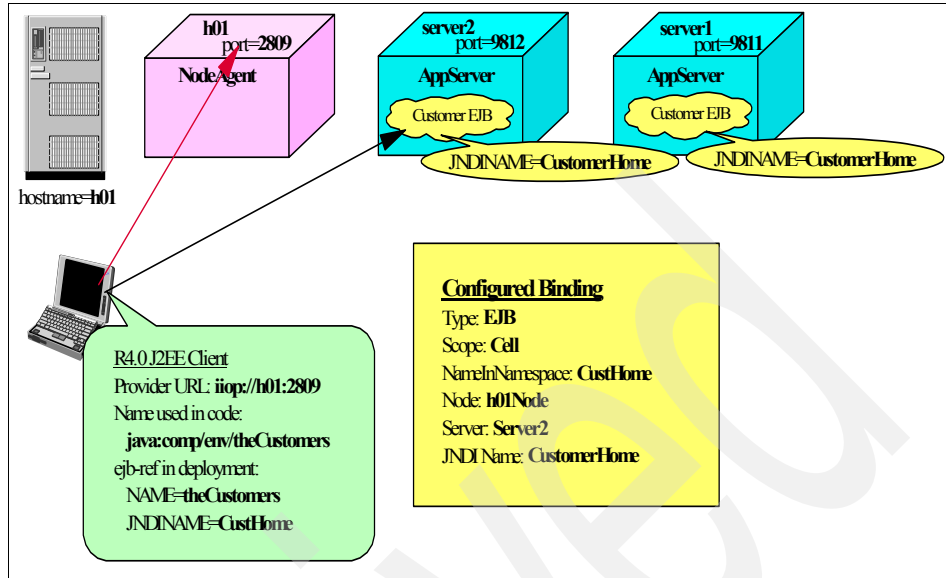 h01
port=2809
NodeAgent
server2
port=9812
AppServer
Customer EJB
JNDINAME=CustomerHome
server1
port=9811
AppServer
Customer EJB
JNDINAME=CustomerHome
hostname=h01
R4.0 J2EE Client
Provider URL: iiop://h01:2809
Name used in code:
java:comp/env/theCustomers
ejb-ref in deployment:
NAME=theCustomers
JNDINAME=CustHome
Configured Binding
Type: EJB
Scope: Cell
NameInNamespace: CustHome
Node: h01Node
Server: Server2
JNDI Name: CustomerHome